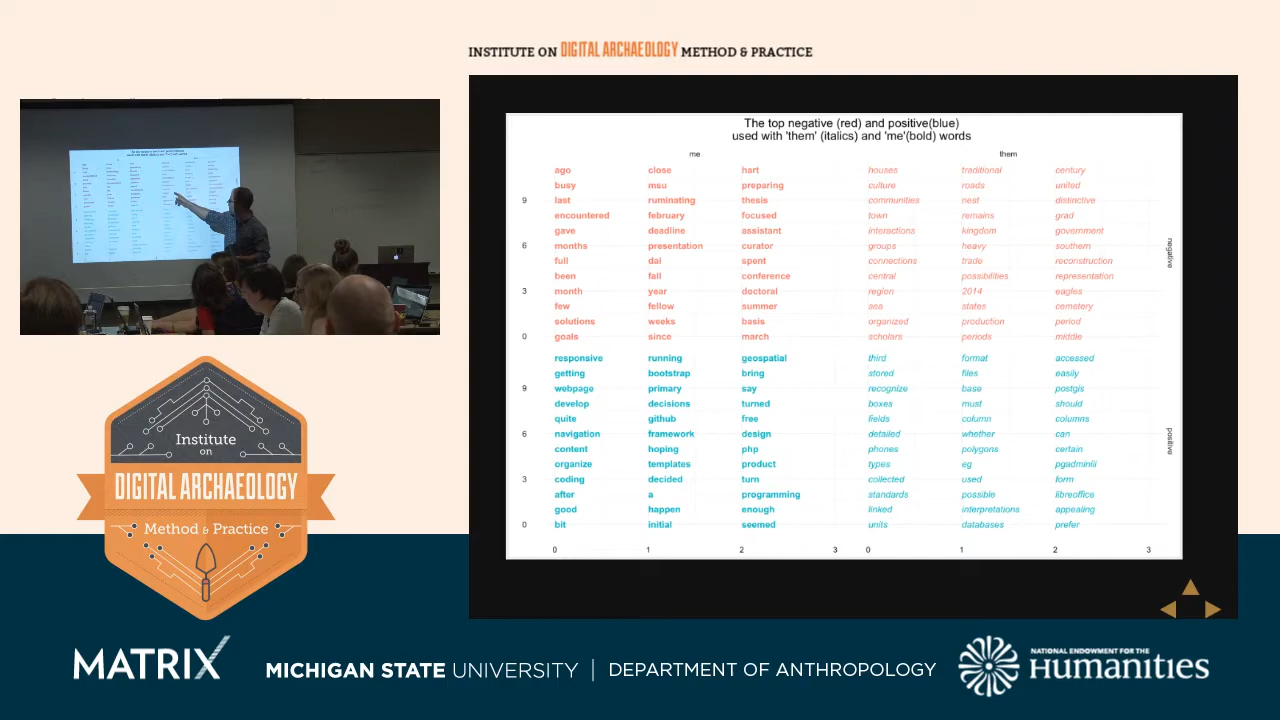 INSTITUTE ON DIGITAL ARCHAEOLOGY METHOD & PRACTICE
The top negative (red) and positive(blue)
used with 'them' (italics) and 'me'(bold) words
me them
ago close hart houses traditional century
busy msu preparing culture roads united
9 last ruminating thesis communities nest distinctive
encountered february focused town remains grad
gave deadline assistant interactions kingdom government
6 months presentation curator groups heavy southern
full dai spent connections trade reconstruction
been fall conference central possibilities representation
3 month year doctoral region 2014 eagles
few fellow summer sea states cemetery
solutions weeks basis organized production period
0 goals since march scholars periods middle
negative
responsive running geospatial third format accessed
getting bootstrap bring stored files easily
9 webpage primary say recognize base postgis
develop decisions turned boxes must should
quite github free fields column columns
6 navigation framework design detailed whether can
content hoping php phones polygons certain
organize templates product types eg pgadminiii
3 coding decided turn collected used form
after a programming standards possible libreoffice
good happen enough linked interpretations appealing
0 bit initial seemed units databases prefer
positive
0 1 2 3 0 1 2 3
Institute
on
DIGITAL ARCHAEOLOGY
Method & Practice
MATRIX
MICHIGAN STATE UNIVERSITY | DEPARTMENT OF ANTHROPOLOGY
NATIONAL ENDOWMENT FOR THE
Humanities